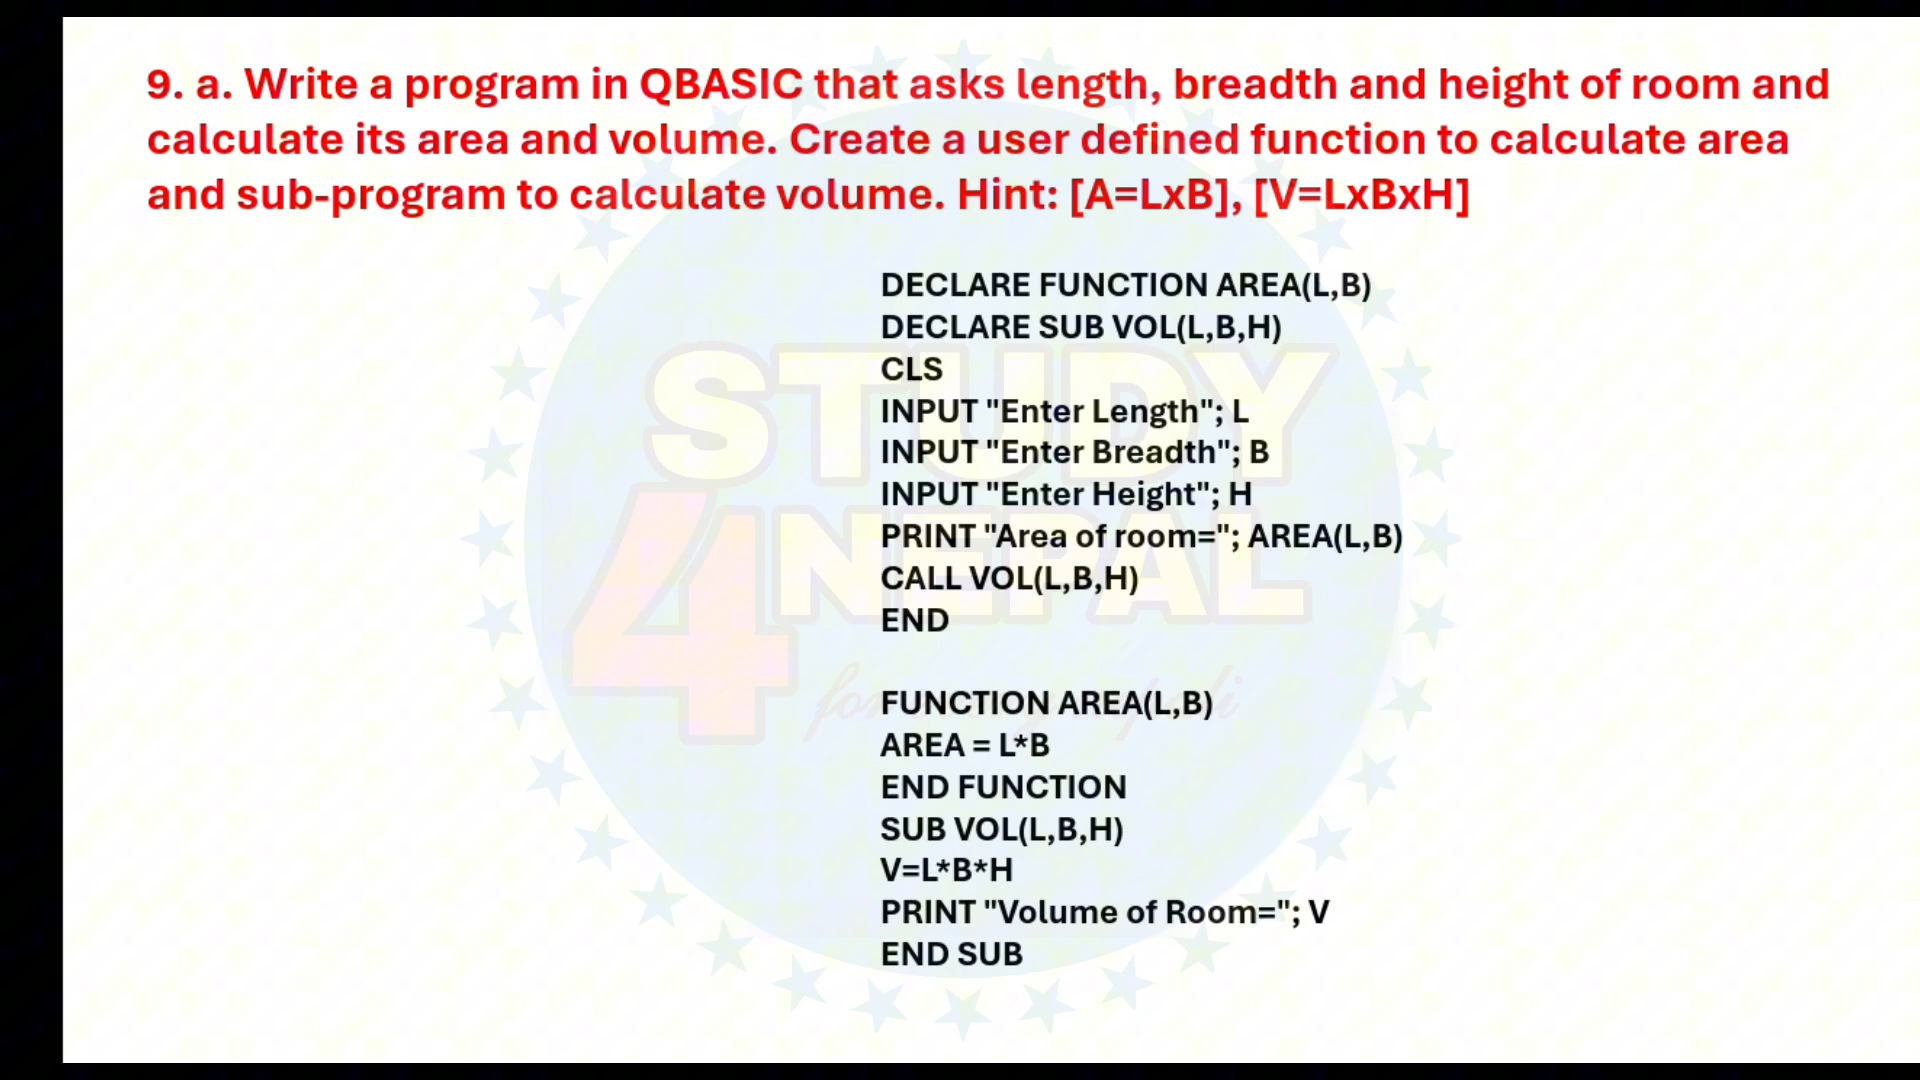 9. a. Write a program in QBASIC that asks length, breadth and height of room and
calculate its area and volume. Create a user defined function to calculate area
and sub-program to calculate volume. Hint: [A=LxB], [V=LxBxH]
DECLARE FUNCTION AREA(L,B)
DECLARE SUB VOL(L,B,H)
CLS
INPUT "Enter Length"; L
INPUT "Enter Breadth"; B
INPUT "Enter Height"; H
PRINT "Area of room="; AREA(L,B)
CALL VOL(L,B,H)
END
FUNCTION AREA(L,B)
AREA = L*B
END FUNCTION
SUB VOL(L,B,H)
V=L*B*H
PRINT "Volume of Room="; V
END SUB
STUDY
4 NEPAL